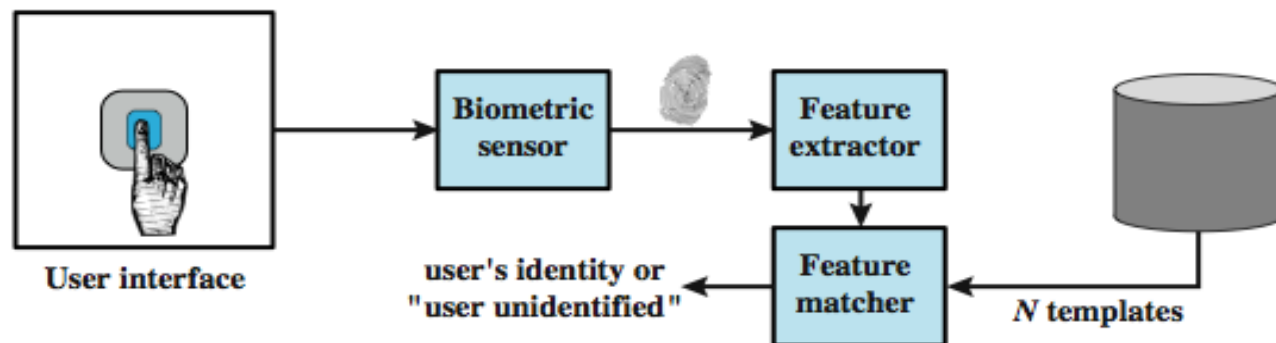 Biometric
sensor
Feature
extractor
User interface
user's identity or
"user unidentified"
Feature
matcher
N templates